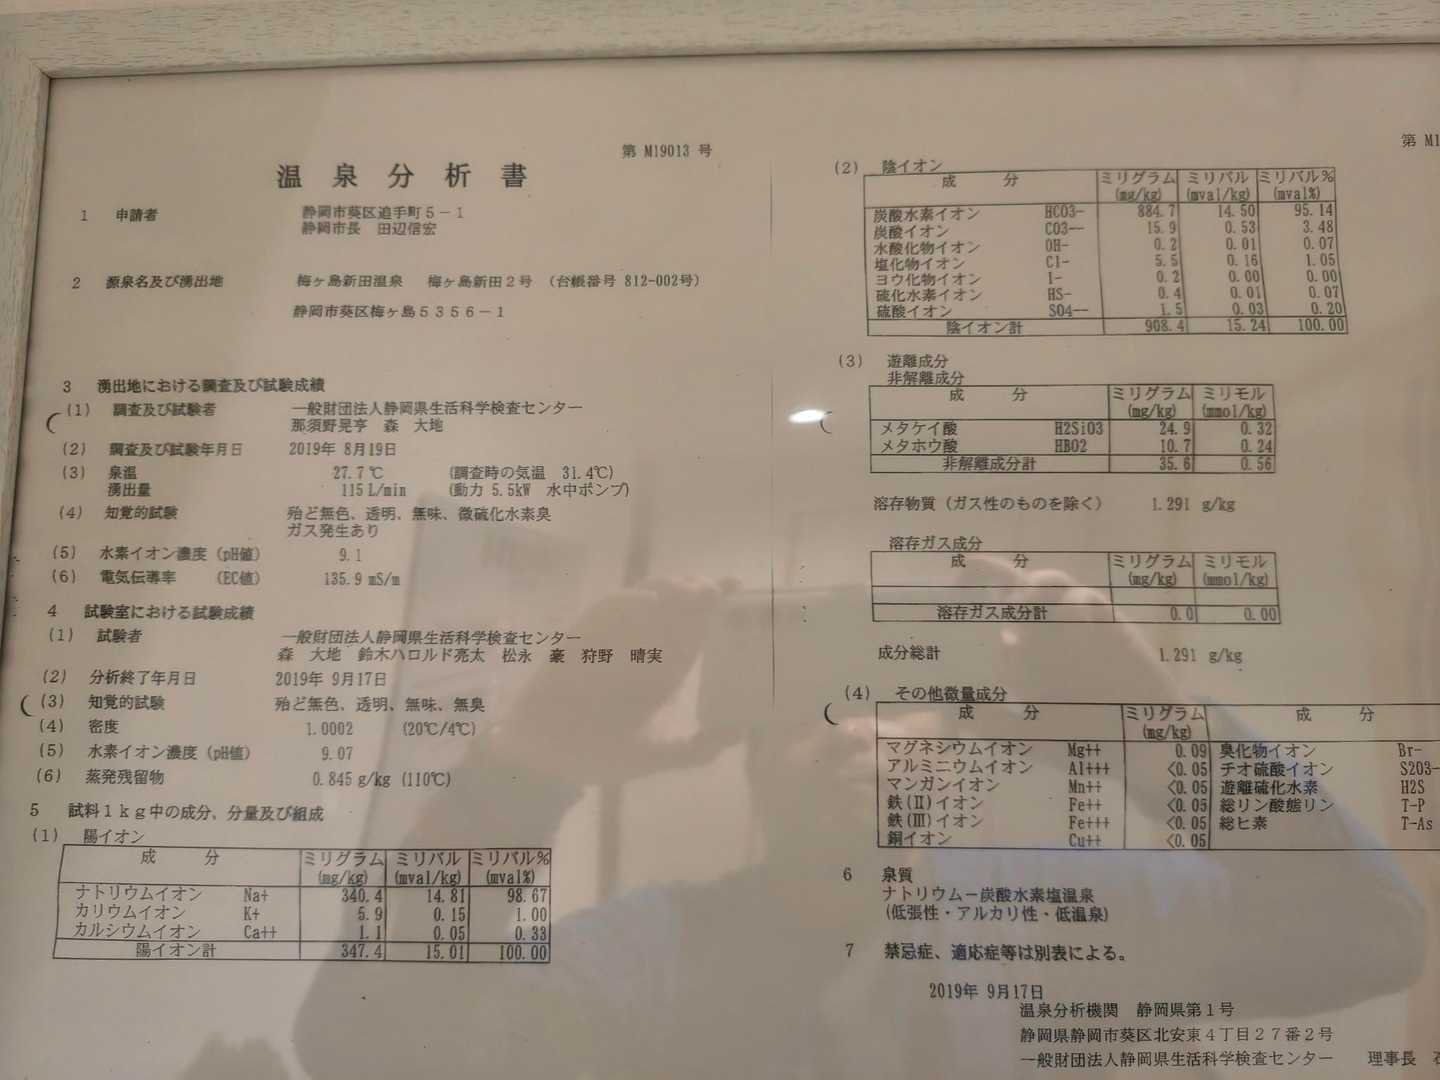 第 M19013 号
温泉分析書
1 申請者 静岡市葵区追手町５－１
静岡市長 田辺信宏
2 源泉名及び湧出地 梅ヶ島新田温泉 梅ヶ島新田２号 （台帳番号 812-002号）
静岡市葵区梅ヶ島５３５６－１
3 湧出地における調査及び試験成績
(1) 調査及び試験者 一般財団法人静岡県生活科学検査センター
那須野晃亨 森 大地
(2) 調査及び試験年月日 2019年 8月19日
(3) 泉温 27.7℃ (調査時の気温 31.4℃)
湧出量 115 L/min (動力 5.5kW 水中ポンプ)
(4) 知覚的試験 殆ど無色、透明、無味、微硫化水素臭
ガス発生あり
(5) 水素イオン濃度 (pH値) 9.1
(6) 電気伝導率 (EC値) 135.9 mS/m
4 試験室における試験成績
(1) 試験者 一般財団法人静岡県生活科学検査センター
森 大地 鈴木ハロルド亮太 松永 豪 狩野 晴実
(2) 分析終了年月日 2019年 9月17日
(3) 知覚的試験 殆ど無色、透明、無味、無臭
(4) 密度 1.0002 (20℃/4℃)
(5) 水素イオン濃度 (pH値) 9.07
(6) 蒸発残留物 0.845 g/kg (110℃)
5 試料１ｋｇ中の成分、分量及び組成
(1) 陽イオン
成 分 ミリグラム (mg/kg) ミリバル (mval/kg) ミリバル% (mval%)
ナトリウムイオン Na+ 340.4 14.81 98.67
カリウムイオン K+ 5.9 0.15 1.00
カルシウムイオン Ca++ 1.1 0.05 0.33
陽イオン計 347.4 15.01 100.00
第 M1
(2) 陰イオン
成 分 ミリグラム (mg/kg) ミリバル (mval/kg) ミリバル% (mval%)
炭酸水素イオン HCO3- 884.7 14.50 95.14
炭酸イオン CO3-- 15.9 0.53 3.48
水酸化物イオン OH- 0.2 0.01 0.07
塩化物イオン Cl- 5.5 0.16 1.05
ヨウ化物イオン I- 0.2 0.00 0.00
硫化水素イオン HS- 0.4 0.01 0.07
硫酸イオン SO4-- 1.5 0.03 0.20
陰イオン計 908.4 15.24 100.00
(3) 遊離成分
非解離成分
成 分 ミリグラム (mg/kg) ミリモル (mmol/kg)
メタケイ酸 H2SiO3 24.9 0.32
メタホウ酸 HBO2 10.7 0.24
非解離成分計 35.6 0.56
溶存物質（ガス性のものを除く） 1.291 g/kg
溶存ガス成分
成 分 ミリグラム (mg/kg) ミリモル (mmol/kg)
溶存ガス成分計 0.0 0.00
成分総計 1.291 g/kg
(4) その他微量成分
成 分 ミリグラム (mg/kg) 成 分
マグネシウムイオン Mg++ 0.09 臭化物イオン Br-
アルミニウムイオン Al+++ <0.05 チオ硫酸イオン S2O3-
マンガンイオン Mn++ <0.05 遊離硫化水素 H2S
鉄(Ⅱ)イオン Fe++ <0.05 総リン酸態リン T-P
鉄(Ⅲ)イオン Fe+++ <0.05 総ヒ素 T-As
銅イオン Cu++ <0.05
6 泉質
ナトリウム－炭酸水素塩温泉
(低張性・アルカリ性・低温泉)
7 禁忌症、適応症等は別表による。
2019年 9月17日
温泉分析機関 静岡県第１号
静岡県静岡市葵区北安東４丁目２７番２号
一般財団法人静岡県生活科学検査センター 理事長